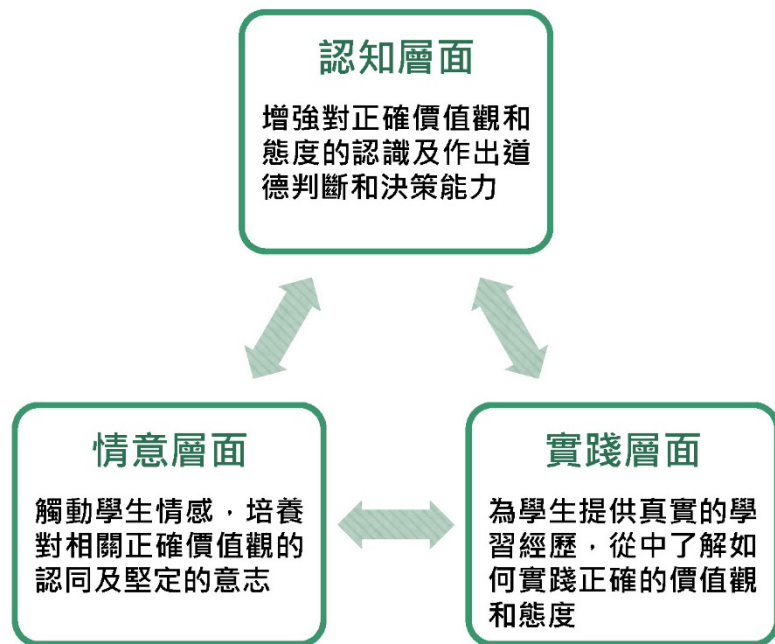 認知層面
增強對正確價值觀和
態度的認識及作出道
德判斷和決策能力
情意層面
觸動學生情感，培養
對相關正確價值觀的
認同及堅定的意志
實踐層面
為學生提供真實的學
習經歷，從中了解如
何實踐正確的價值觀
和態度